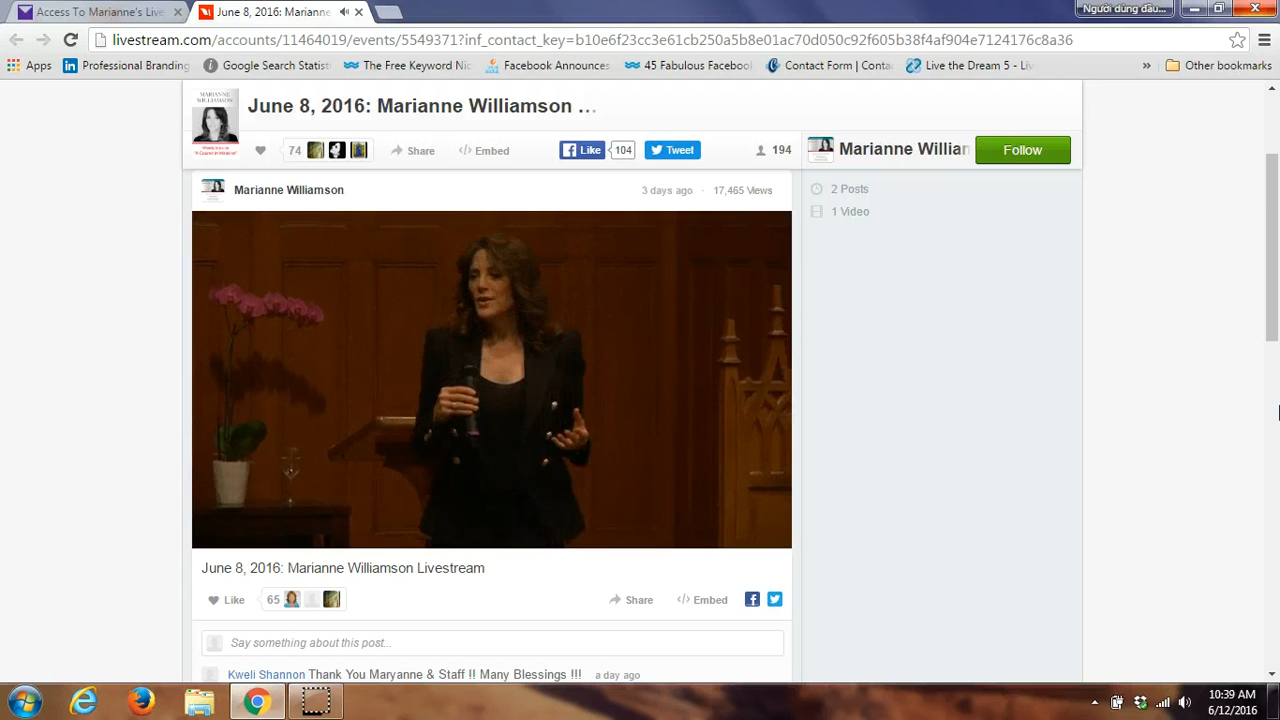 Access To Marianne's Live
June 8, 2016: Marianne
Người dùng đầu...
livestream.com/accounts/11464019/events/5549371?inf_contact_key=b10e6f23cc3e61cb250a5b8e01ac70d050c92f605b38f4af904e7124176c8a36
Apps Professional Branding Google Search Statist The Free Keyword Nic Facebook Announces 45 Fabulous Facebook Contact Form | Conta Live the Dream 5 - Liv » Other bookmarks
MARIANNE
WILLIAMSON
June 8, 2016: Marianne Williamson ...
74 Share Embed Like 104 Tweet 194
Marianne Willian Follow
Marianne Williamson 3 days ago · 17,465 Views
2 Posts
1 Video
June 8, 2016: Marianne Williamson Livestream
Like 65 Share Embed
Say something about this post...
Kweli Shannon Thank You Maryanne & Staff !! Many Blessings !!! a day ago
10:39 AM
6/12/2016